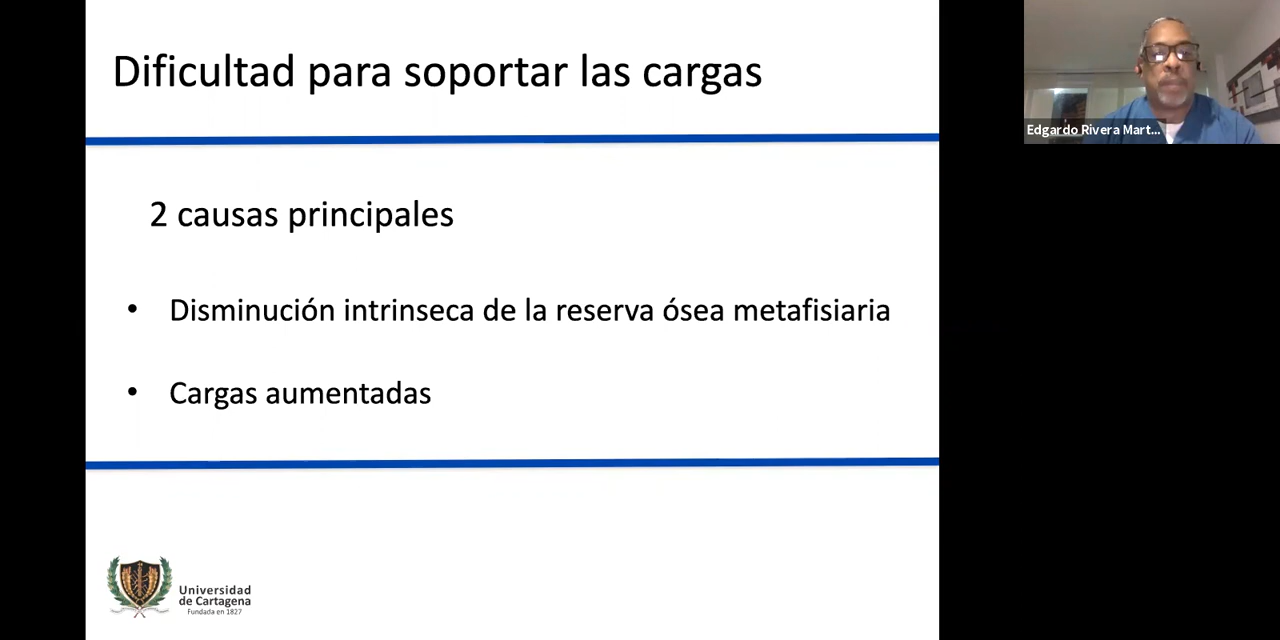 Dificultad para soportar las cargas
Edgardo Rivera Mart...
2 causas principales
• Disminución intrinseca de la reserva ósea metafisiaria
• Cargas aumentadas
Universidad
de Cartagena
Fundada en 1827